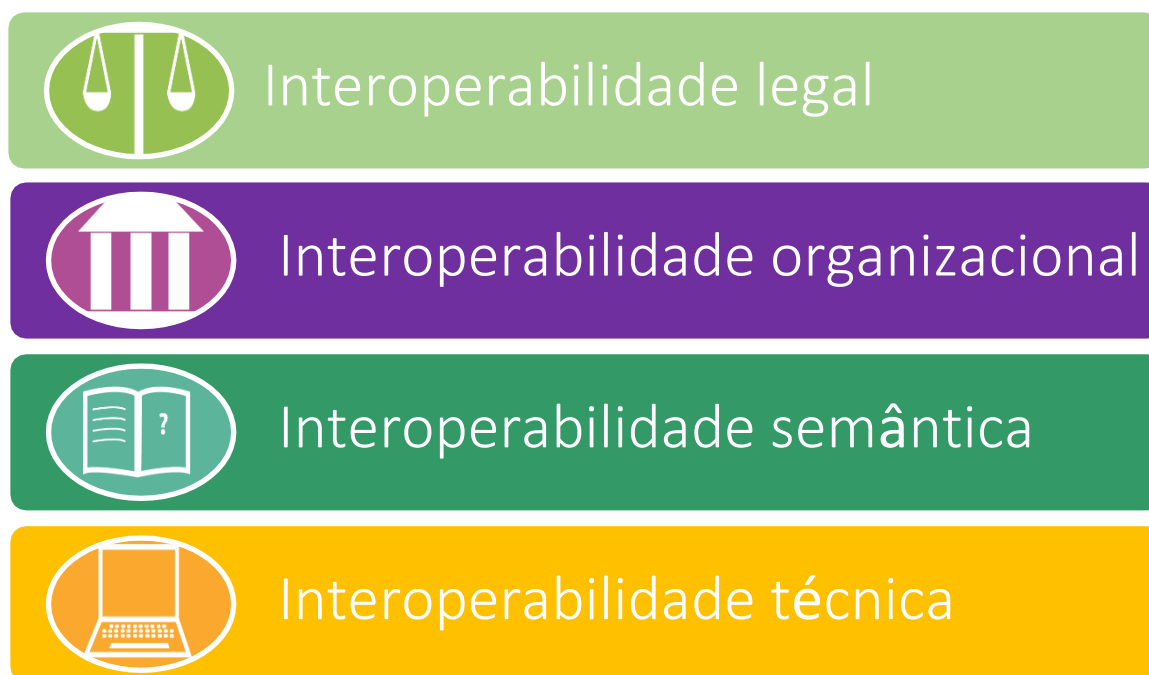 Interoperabilidade legal
Interoperabilidade organizacional
?
Interoperabilidade semântica
Interoperabilidade técnica